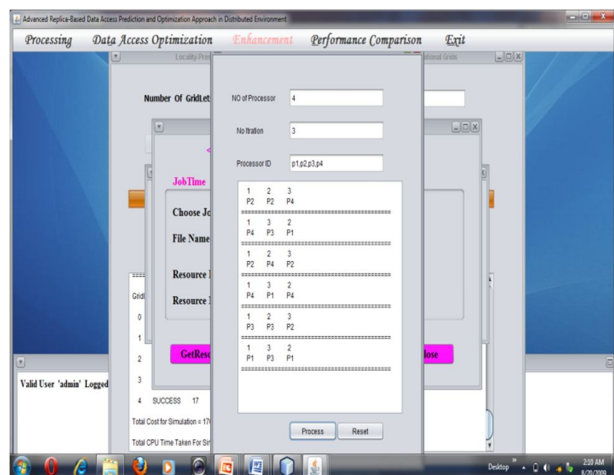 Advanced Replica-Based Data Access Prediction and Optimization Approach in Distributed Environment
Processing Data Access Optimization Enhancement Performance Comparison Exit
Number Of GridLet
JobTime
Choose Jo
File Name
Resource
Resource
GetReso
lose
NO of Processor 4
No Itration 3
Processor ID p1,p2,p3,p4
1 2 3
P2 P2 P4
==========================================
1 3 2
P4 P3 P1
==========================================
1 2 3
P2 P4 P2
==========================================
1 3 2
P4 P1 P4
==========================================
1 2 3
P3 P3 P2
==========================================
1 3 2
P1 P3 P1
==========================================
Process Reset
====
Gridl
0
1
2
3
4 SUCCESS 17
Total Cost for Simulation = 170
Total CPU Time Taken For Sir
Valid User 'admin' Logged
Desktop
2:10 AM
8/20/2009